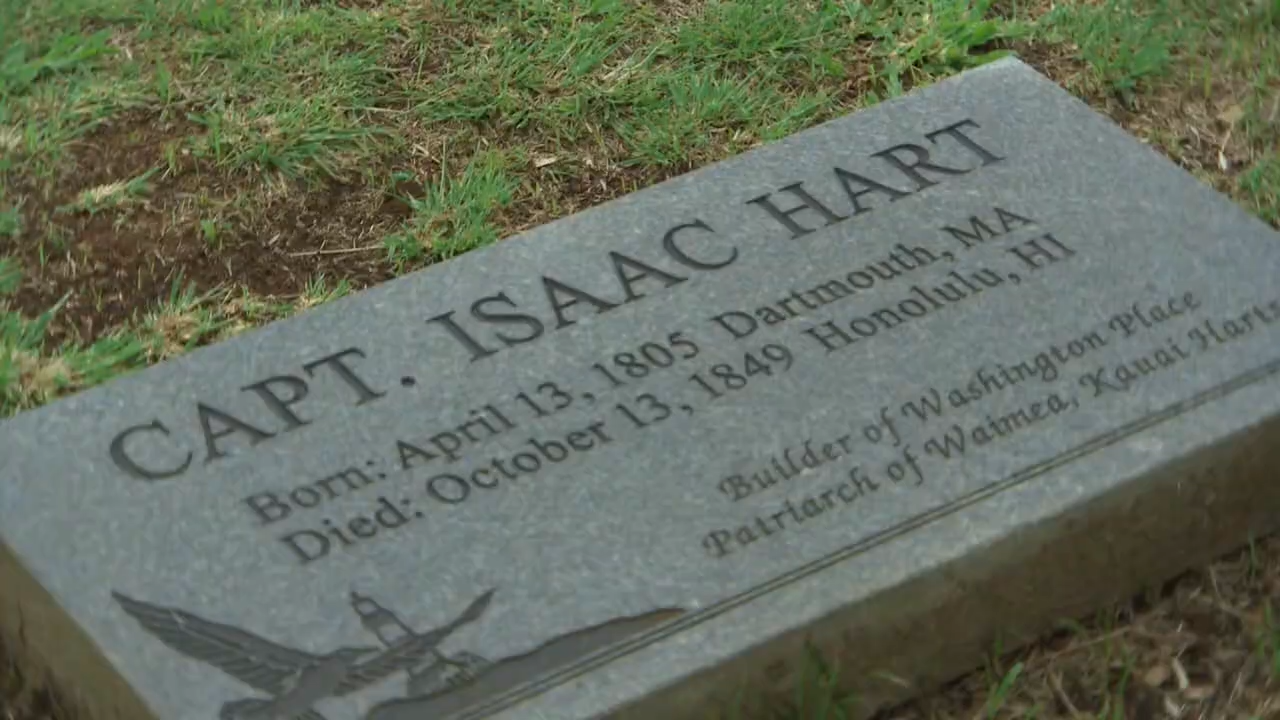 CAPT. ISAAC HART
Born: April 13, 1805 Dartmouth, MA
Died: October 13, 1849 Honolulu, HI
Builder of Washington Place
Patriarch of Waimea, Kauai Harts